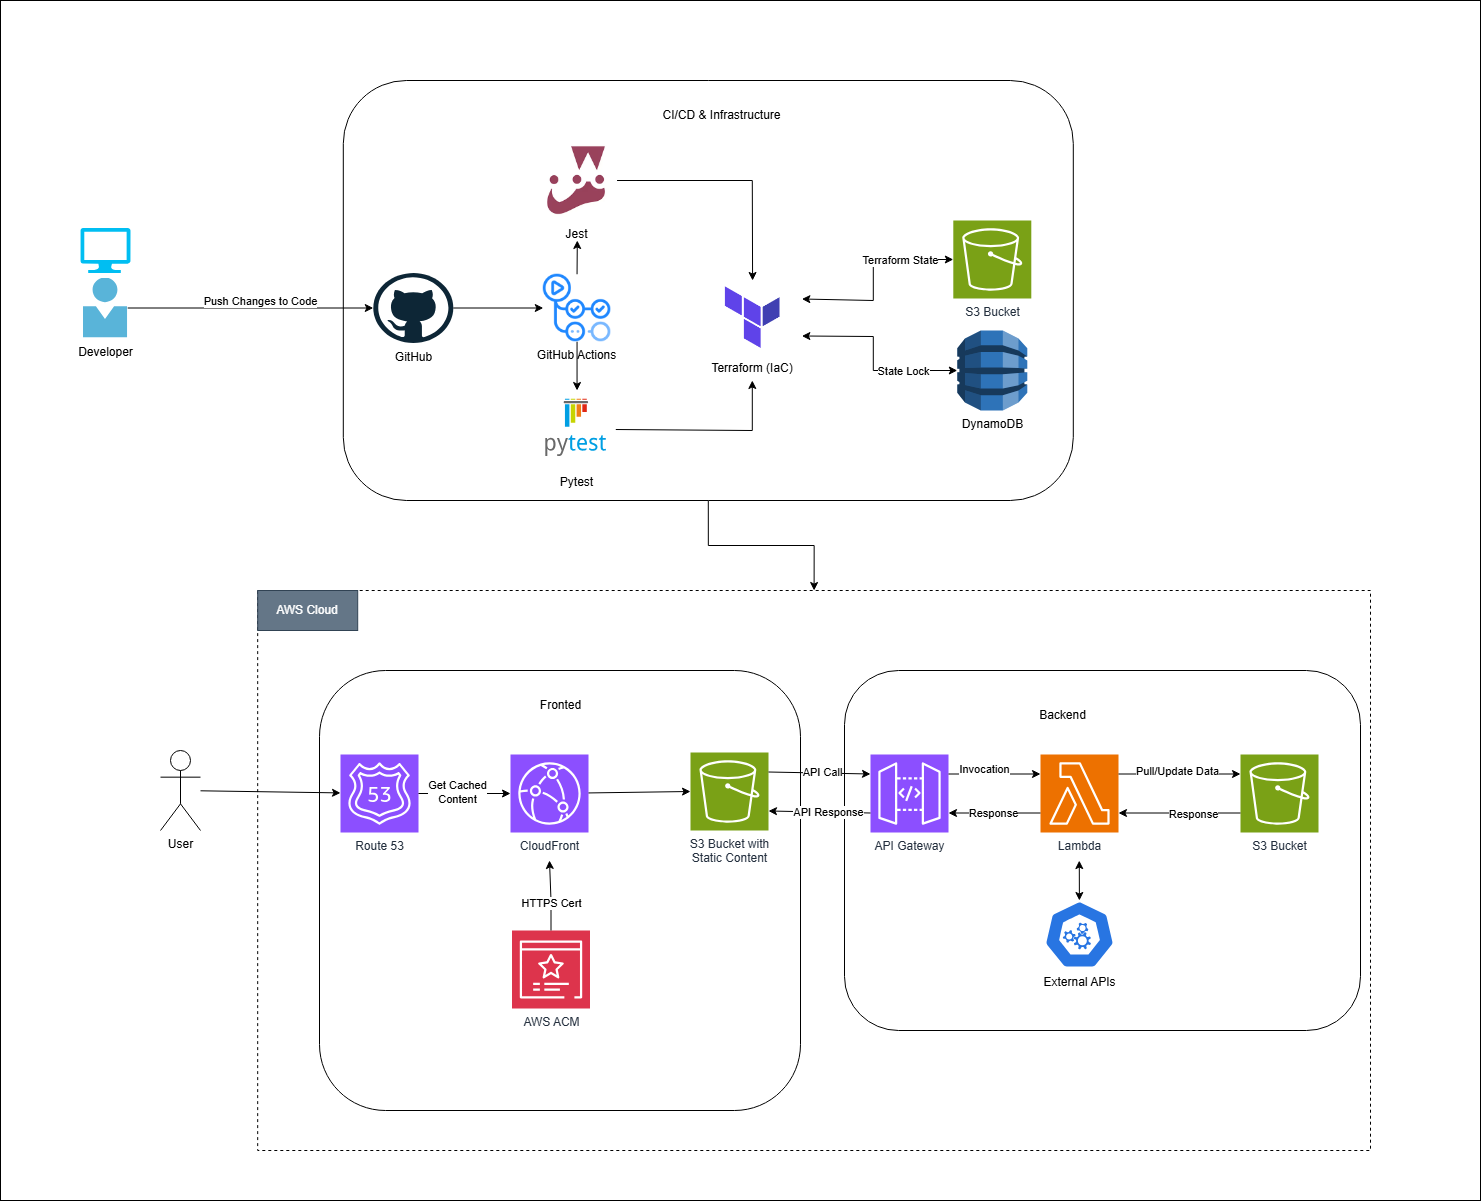 CI/CD & Infrastructure
Jest
Push Changes to Code
Developer
GitHub
GitHub Actions
Terraform (IaC)
Terraform State
S3 Bucket
State Lock
DynamoDB
pytest
Pytest
AWS Cloud
Fronted
Backend
User
53
Route 53
Get Cached
Content
CloudFront
S3 Bucket with
Static Content
HTTPS Cert
AWS ACM
API Call
API Response
</>
API Gateway
Invocation
Response
Lambda
Pull/Update Data
Response
S3 Bucket
External APIs